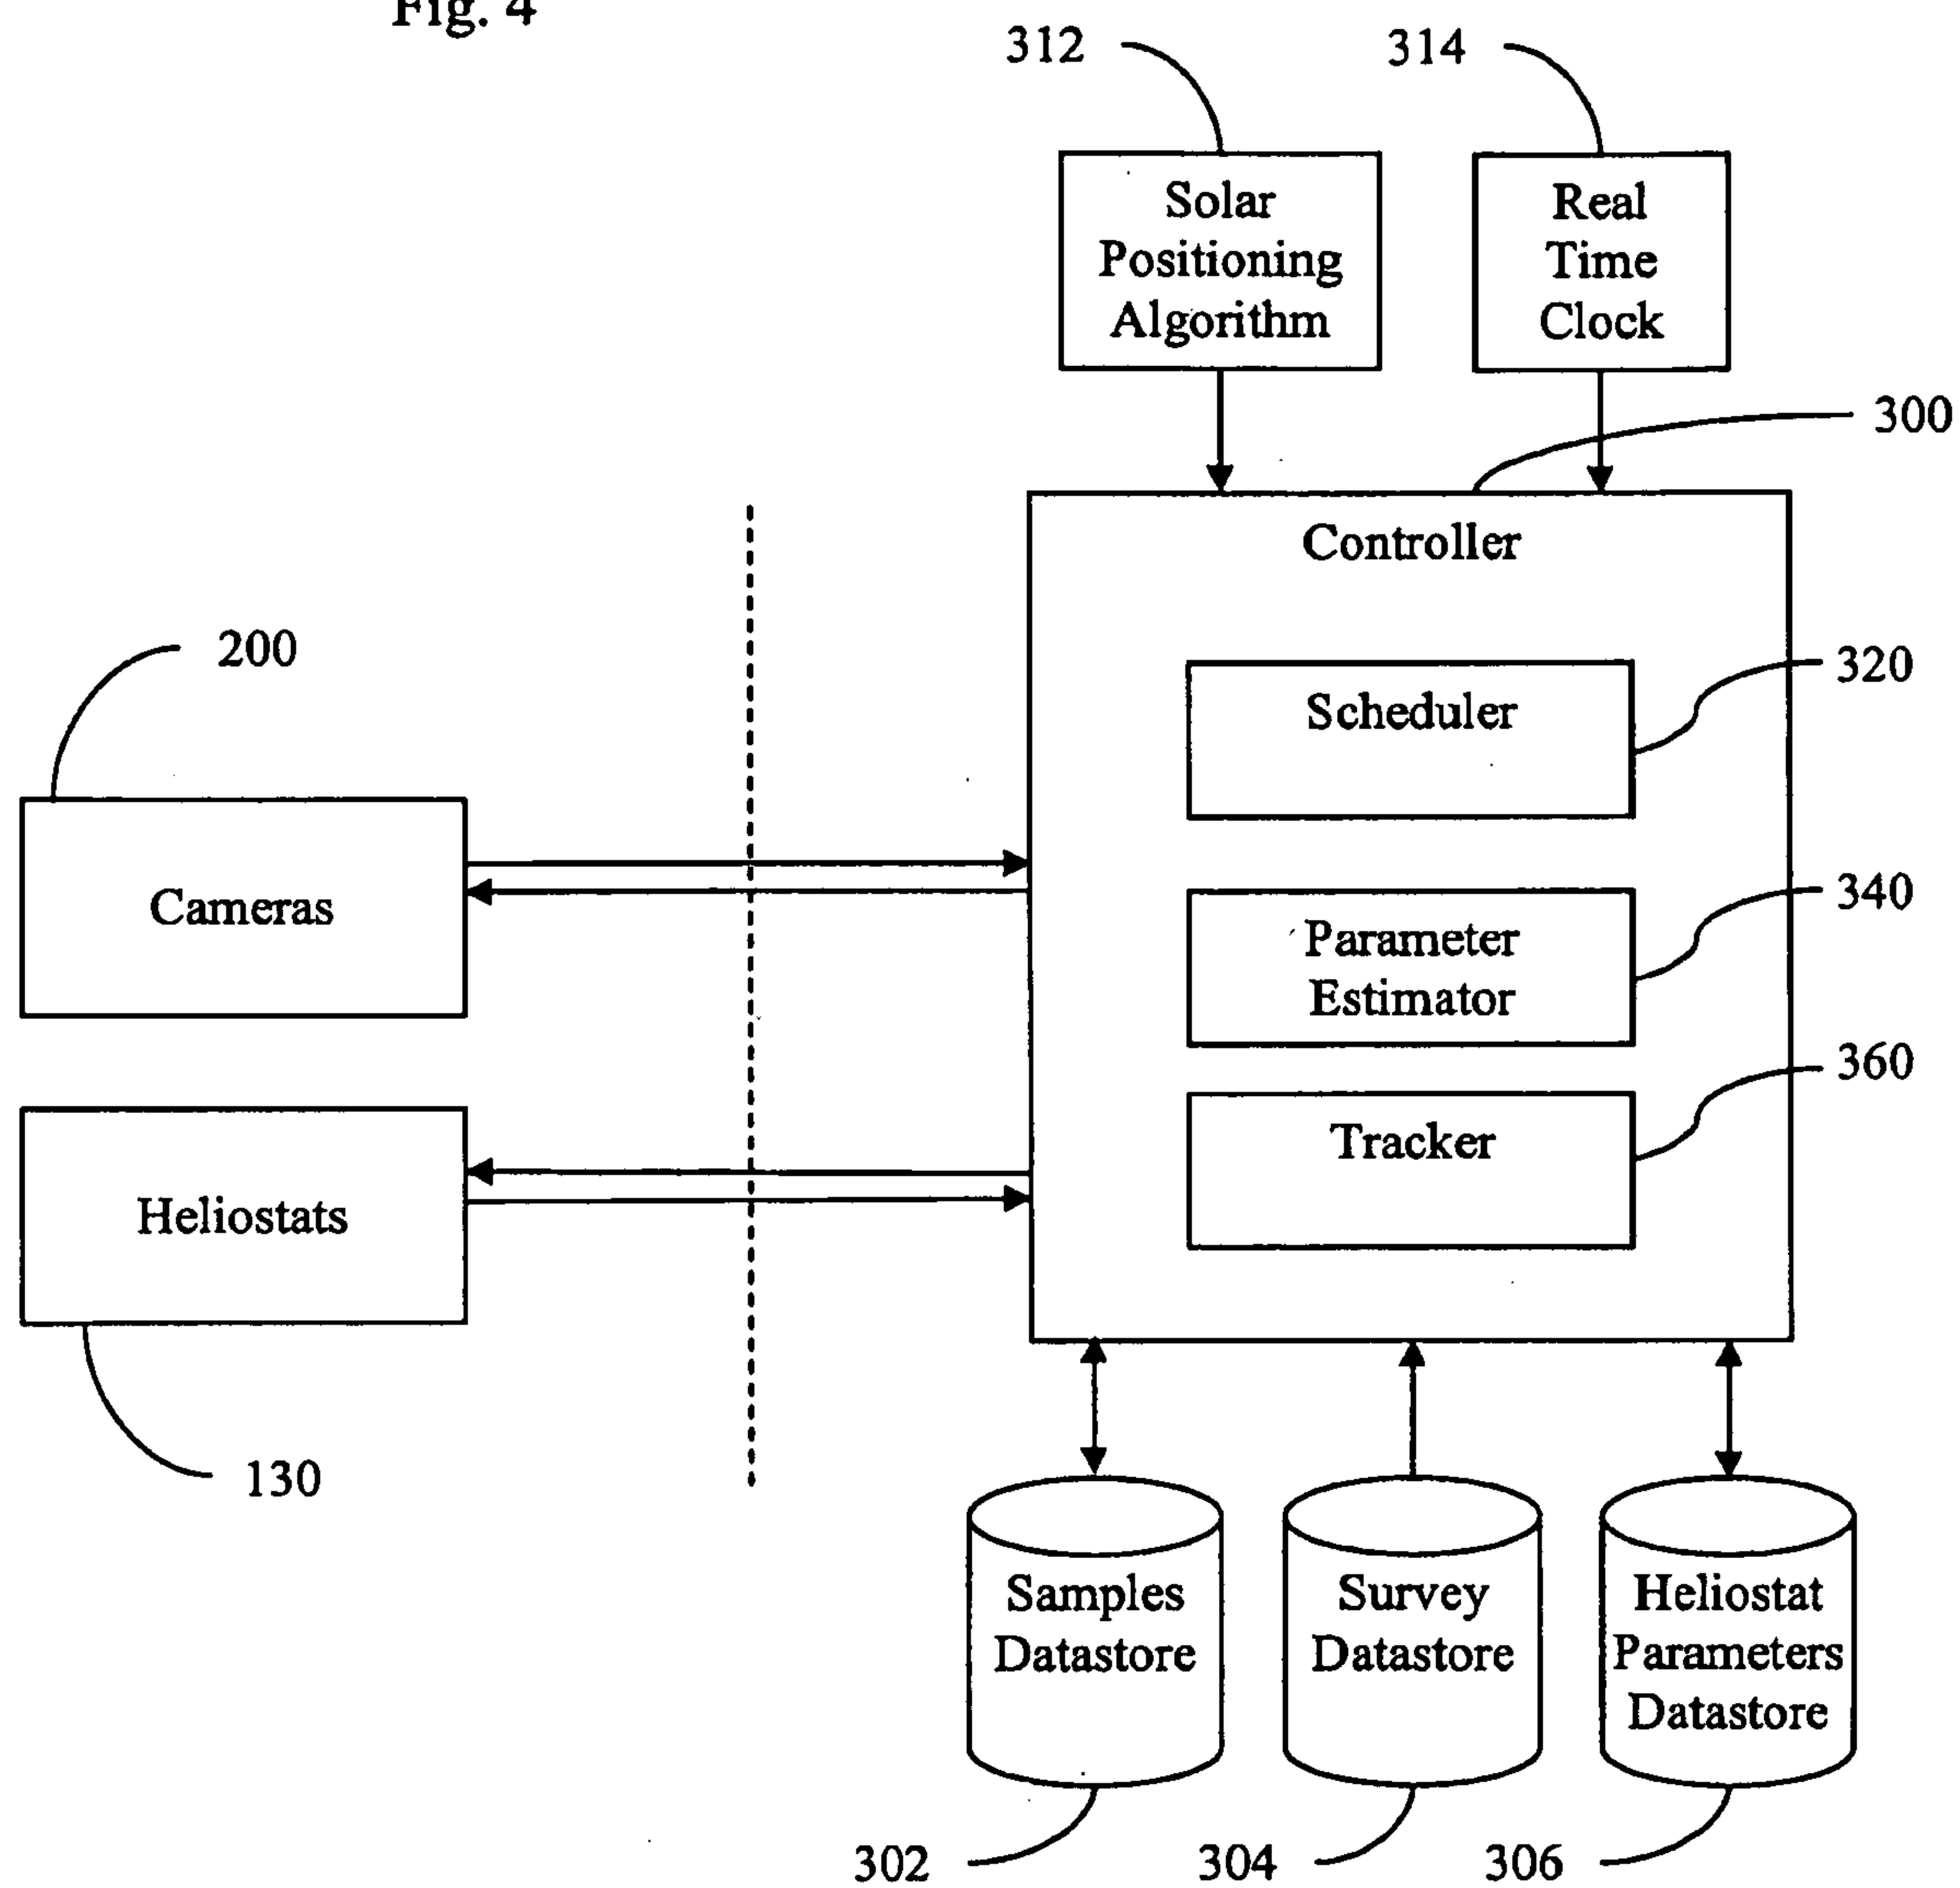 Fig. 4
312
314
Solar
Positioning
Algorithm
Real
Time
Clock
300
Controller
200
320
Scheduler
Cameras
340
Parameter
Estimator
360
Tracker
Heliostats
130
Samples
Datastore
Survey
Datastore
Heliostat
Parameters
Datastore
302
304
306